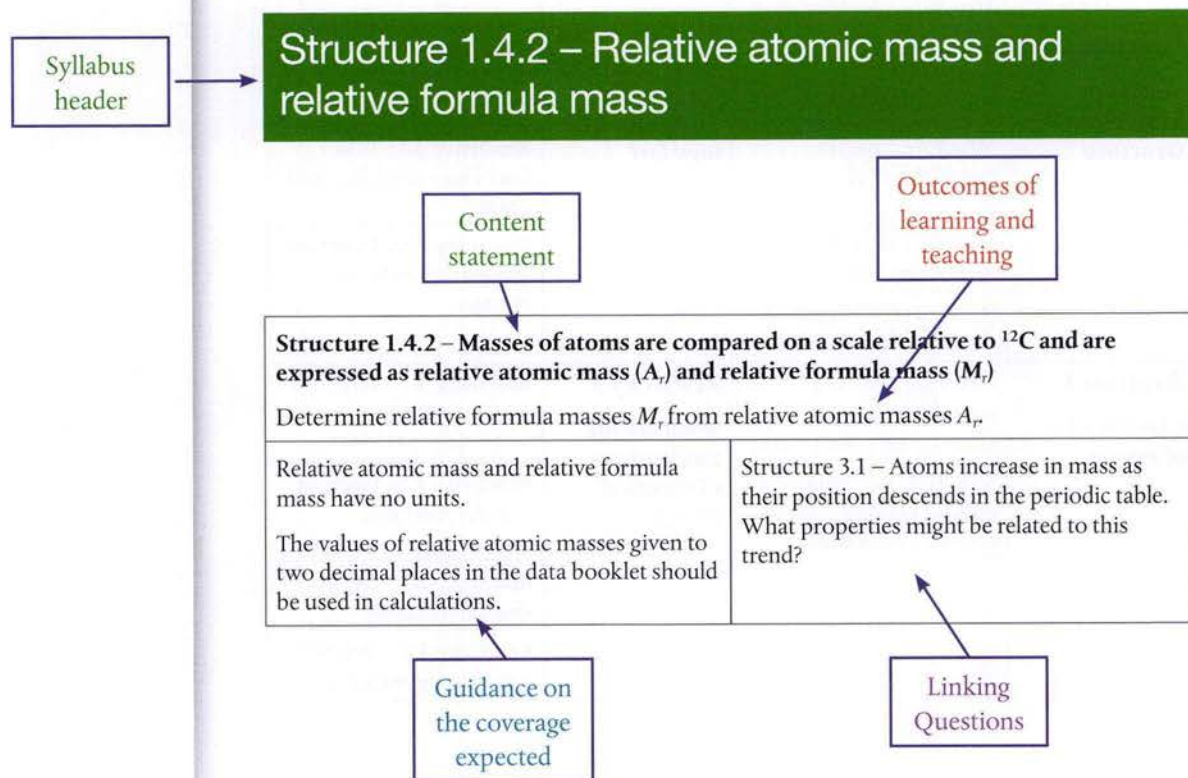 Syllabus
header
Structure 1.4.2 – Relative atomic mass and
relative formula mass
Content
statement
Outcomes of
learning and
teaching
Structure 1.4.2 – Masses of atoms are compared on a scale relative to ¹²C and are
expressed as relative atomic mass (Aᵣ) and relative formula mass (Mᵣ)
Determine relative formula masses Mᵣ from relative atomic masses Aᵣ.
Relative atomic mass and relative formula
mass have no units.
The values of relative atomic masses given to
two decimal places in the data booklet should
be used in calculations.
Structure 3.1 – Atoms increase in mass as
their position descends in the periodic table.
What properties might be related to this
trend?
Guidance on
the coverage
expected
Linking
Questions